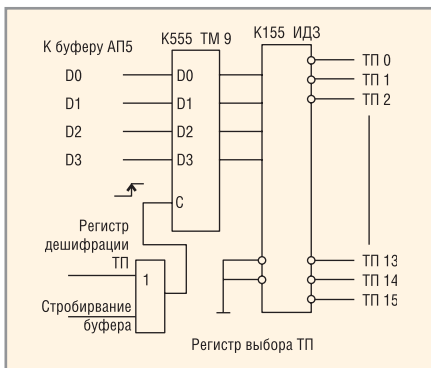 К буферу АП5
К555 ТМ 9
К155 ИД3
D0 D0
D1 D1
D2 D2
D3 D3
C
ТП 0
ТП 1
ТП 2
ТП 13
ТП 14
ТП 15
Регистр
дешифрации
ТП
1
Стробирвание
буфера
Регистр выбора ТП